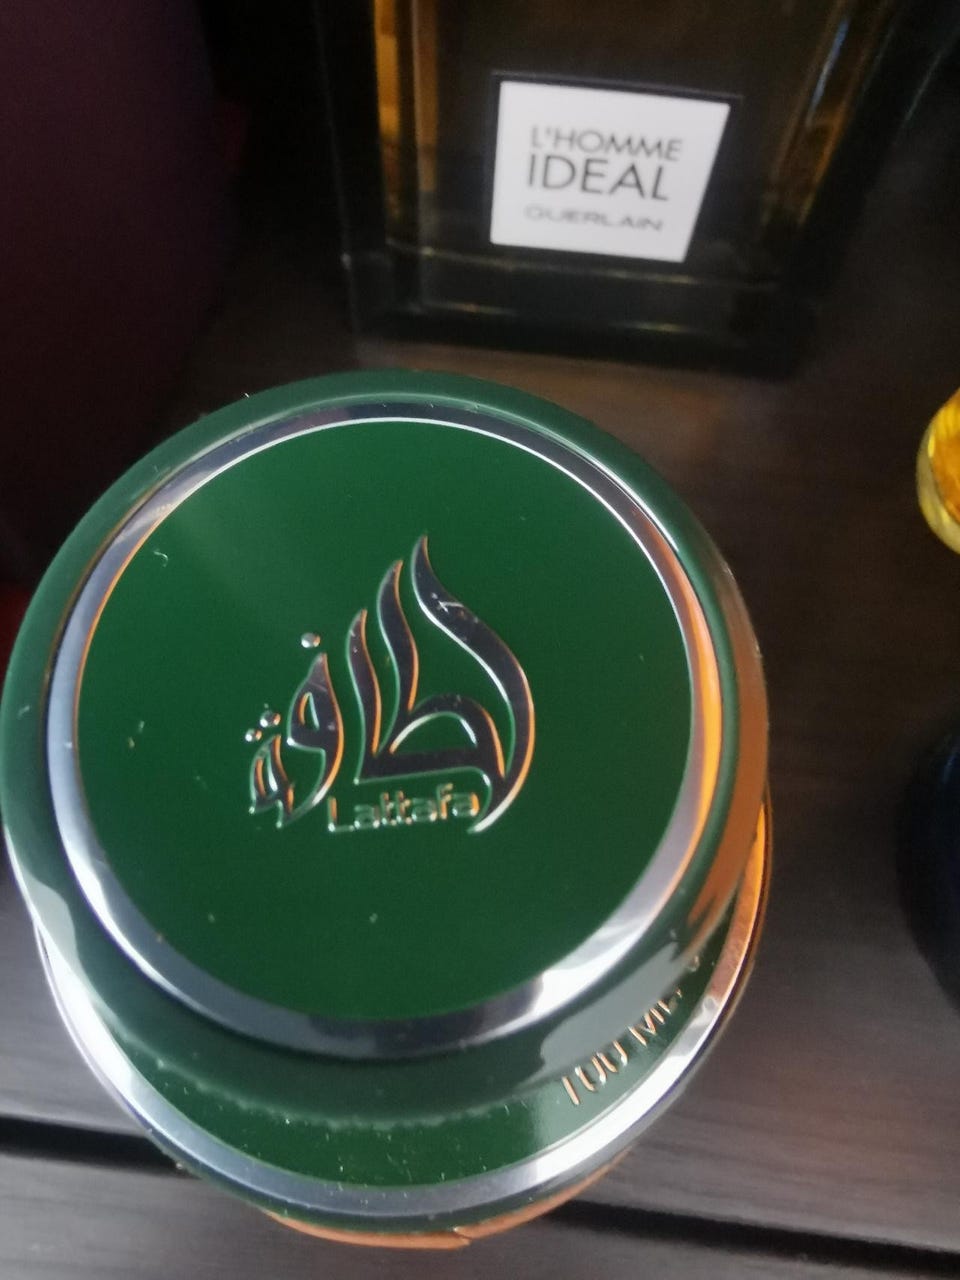 L'HOMME
IDEAL
GUERLAIN
لطافة
Lattafa
100 ML.